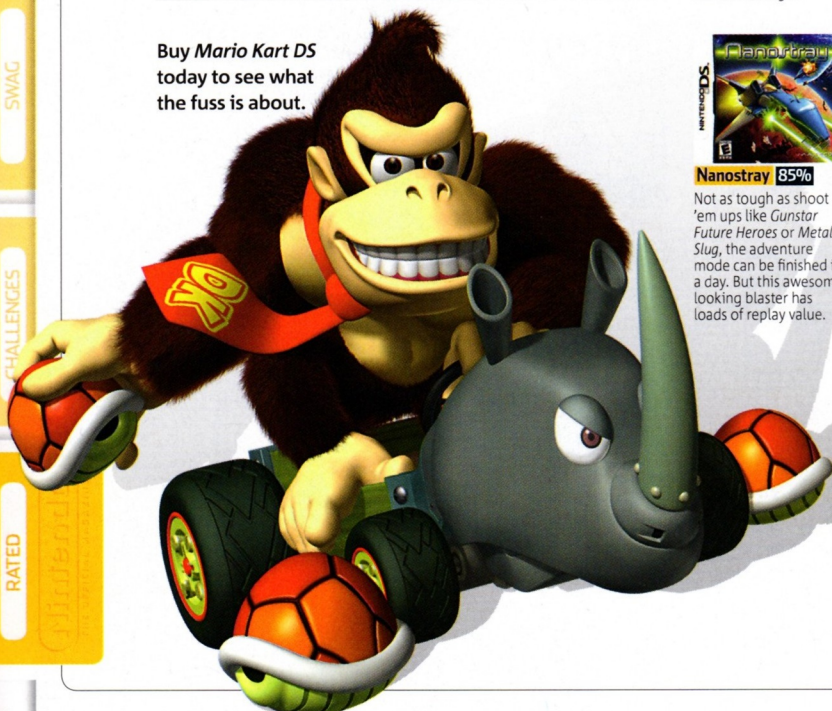 SWAG
CHALLENGES
RATED
Buy Mario Kart DS
today to see what
the fuss is about.
DK
NINTENDO DS
Nanostray
E
Nanostray 85%
Not as tough as shoot
'em ups like Gunstar
Future Heroes or Metal
Slug, the adventure
mode can be finished
a day. But this
looking blaster has
loads of replay value.